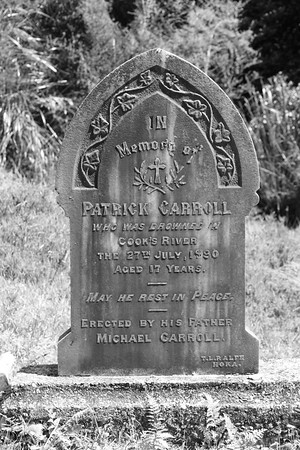 IN
Memory of
PATRICK CARROLL
WHO WAS DROWNED IN
COOK'S RIVER
THE 27TH JULY, 1990
AGED 17 YEARS.
MAY HE REST IN PEACE.
ERECTED BY HIS FATHER
MICHAEL CARROLL
T.L.RALFE
HOKA.